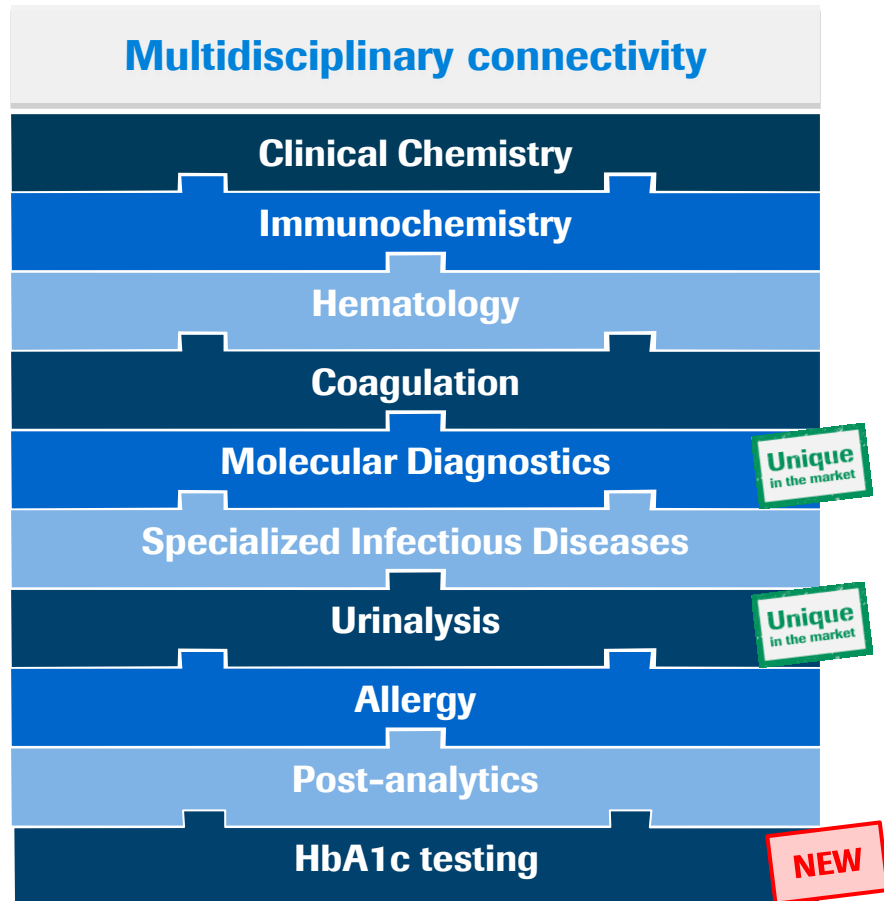 Multidisciplinary connectivity
Clinical Chemistry
Immunochemistry
Hematology
Coagulation
Molecular Diagnostics
Unique
in the market
Specialized Infectious Diseases
Urinalysis
Unique
in the market
Allergy
Post-analytics
HbA1c testing
NEW